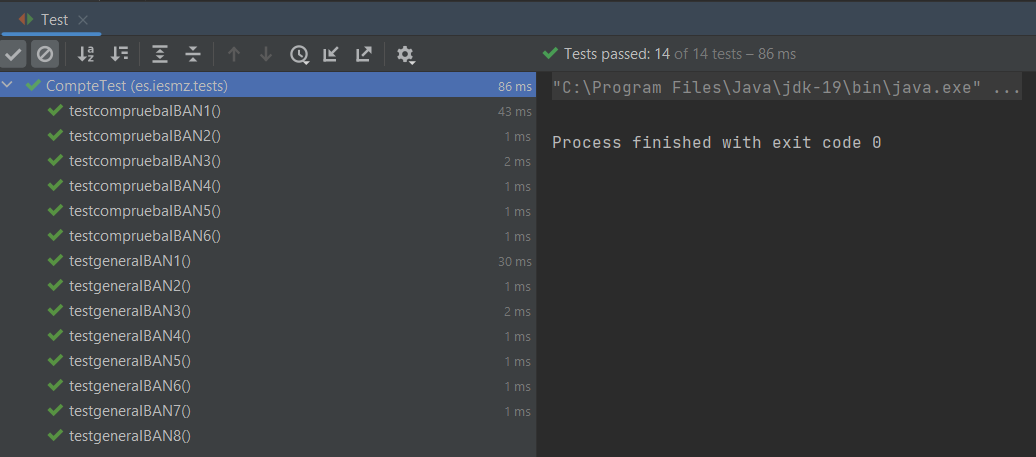 Test
Tests passed: 14 of 14 tests – 86 ms
CompteTest (es.iesmz.tests) 86 ms
testcompruebaIBAN1() 43 ms
testcompruebaIBAN2() 1 ms
testcompruebaIBAN3() 2 ms
testcompruebaIBAN4() 1 ms
testcompruebaIBAN5() 1 ms
testcompruebaIBAN6() 1 ms
testgeneraIBAN1() 30 ms
testgeneraIBAN2() 1 ms
testgeneraIBAN3() 2 ms
testgeneraIBAN4() 1 ms
testgeneraIBAN5() 1 ms
testgeneraIBAN6() 1 ms
testgeneraIBAN7() 1 ms
testgeneraIBAN8()
"C:\Program Files\Java\jdk-19\bin\java.exe" ...
Process finished with exit code 0